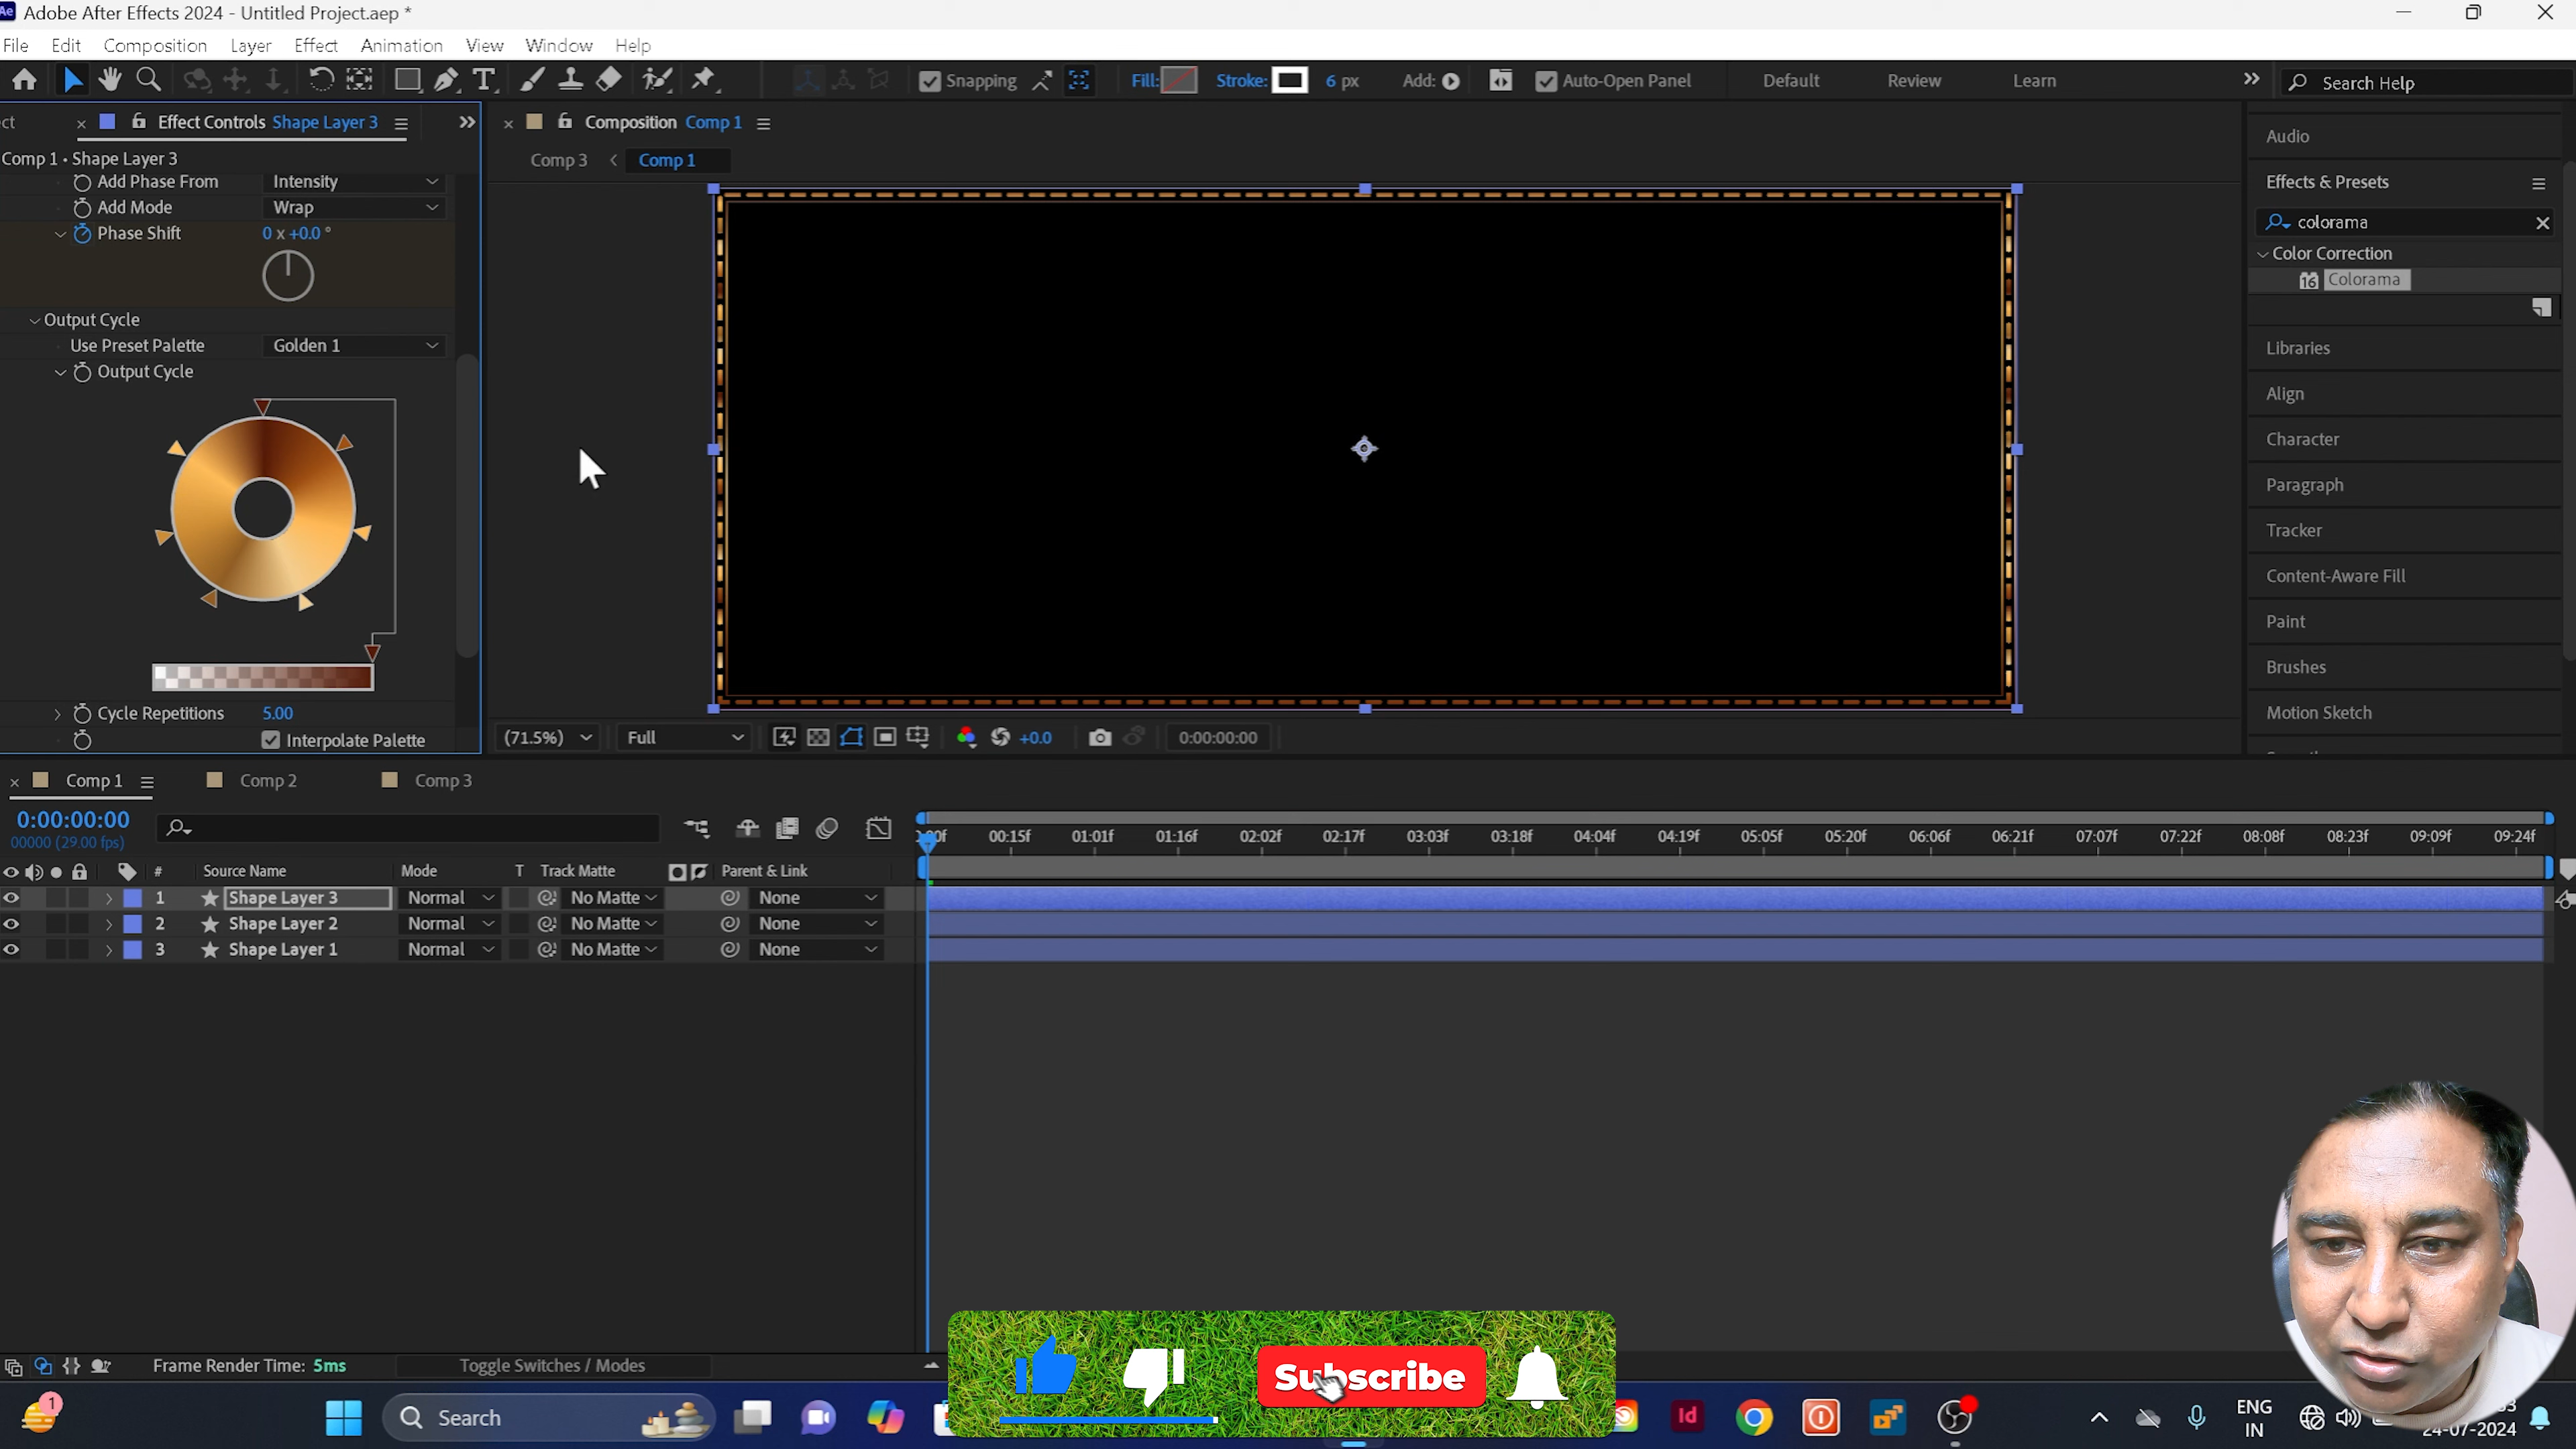 Ae Adobe After Effects 2024 - Untitled Project.aep *
File Edit Composition Layer Effect Animation View Window Help
Snapping Fill: Stroke: 6 px Add: Auto-Open Panel Default Review Learn Search Help
ect Effect Controls Shape Layer 3
Comp 1 • Shape Layer 3
Add Phase From Intensity
Add Mode Wrap
Phase Shift 0 x +0.0 °
Output Cycle
Use Preset Palette Golden 1
Output Cycle
Cycle Repetitions 5.00
Interpolate Palette
Composition Comp 1
Comp 3 Comp 1
(71.5%) Full +0.0 0:00:00:00
Audio
Effects & Presets
colorama
Color Correction
16 Colorama
Libraries
Align
Character
Paragraph
Tracker
Content-Aware Fill
Paint
Brushes
Motion Sketch
Comp 1 Comp 2 Comp 3
0:00:00:00
00000 (29.00 fps)
:00f 00:15f 01:01f 01:16f 02:02f 02:17f 03:03f 03:18f 04:04f 04:19f 05:05f 05:20f 06:06f 06:21f 07:07f 07:22f 08:08f 08:23f 09:09f 09:24f
# Source Name Mode T Track Matte Parent & Link
1 Shape Layer 3 Normal No Matte None
2 Shape Layer 2 Normal No Matte None
3 Shape Layer 1 Normal No Matte None
Frame Render Time: 5ms Toggle Switches / Modes
Subscribe
1 Search Id ENG
IN
24-07-2024